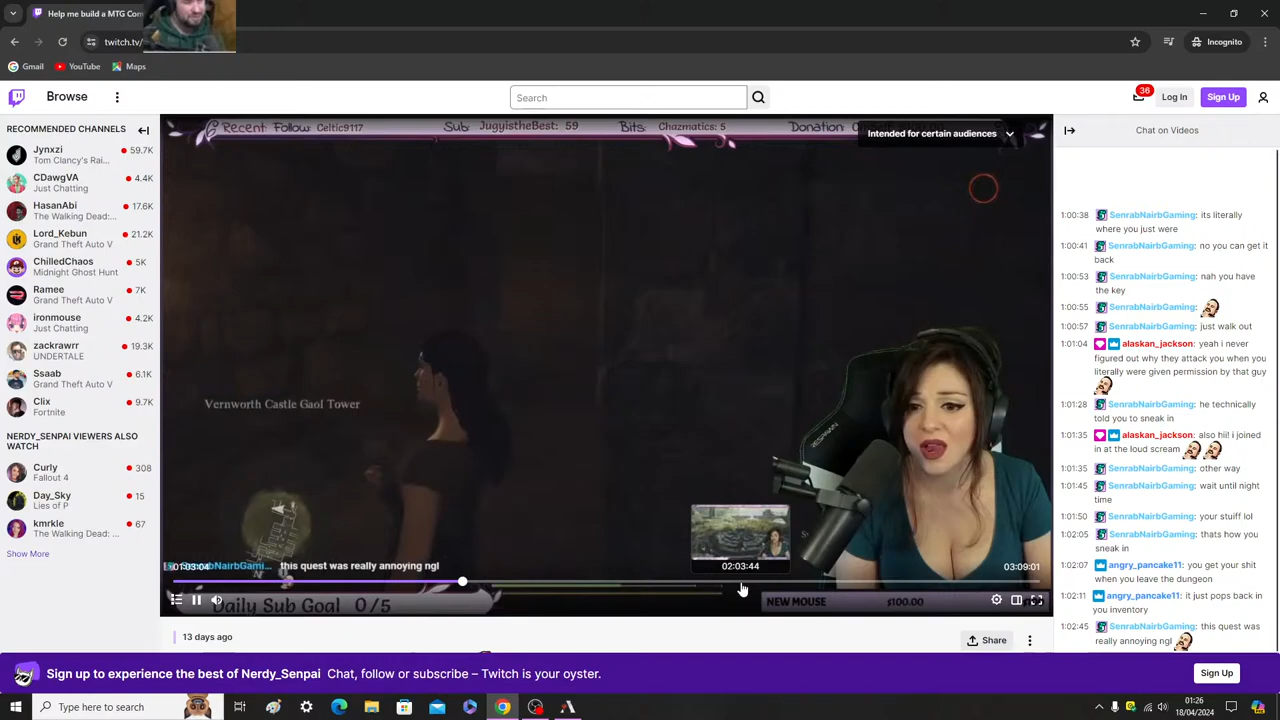 Help me build a MTG Com
twitch.tv/
Incognito
Gmail
YouTube
Maps
Browse
Search
36
Log In
Sign Up
RECOMMENDED CHANNELS
Jynxzi
59.7K
Tom Clancy's Rai...
CDawgVA
4.4K
Just Chatting
HasanAbi
17.6K
The Walking Dead:...
Lord_Kebun
21.2K
Grand Theft Auto V
ChilledChaos
5K
Midnight Ghost Hunt
Ramee
7K
Grand Theft Auto V
ironmouse
4.2K
Just Chatting
zackrawrr
19.3K
UNDERTALE
Ssaab
6.1K
Grand Theft Auto V
Clix
9.7K
Fortnite
NERDY_SENPAI VIEWERS ALSO
WATCH
Curly
308
Fallout 4
Day_Sky
15
Lies of P
kmrkle
67
The Walking Dead: ...
Show More
Recent: Follow: Celtic9117
Sub: JugyistheBest: 59
Bits: Chazmatics: 5
Donation:
Intended for certain audiences
Vernworth Castle Gaol Tower
SenrabNairbGami... this quest was really annoying ngl
01:03:04
02:03:44
03:09:01
Daily Sub Goal 0/5
NEW MOUSE
$100.00
13 days ago
Share
Chat on Videos
1:00:38 SenrabNairbGaming: its literally
where you just were
1:00:41 SenrabNairbGaming: no you can get it
back
1:00:53 SenrabNairbGaming: nah you have
the key
1:00:55 SenrabNairbGaming:
1:00:57 SenrabNairbGaming: just walk out
1:01:04 alaskan_jackson: yeah i never
figured out why they attack you when you
literally were given permission by that guy
1:01:28 SenrabNairbGaming: he technically
told you to sneak in
1:01:35 alaskan_jackson: also hii! i joined
in at the loud scream
1:01:35 SenrabNairbGaming: other way
1:01:45 SenrabNairbGaming: wait until night
time
1:01:50 SenrabNairbGaming: your stuiff lol
1:02:05 SenrabNairbGaming: thats how you
sneak in
1:02:07 angry_pancake11: you get your shit
when you leave the dungeon
1:02:11 angry_pancake11: it just pops back in
you inventory
1:02:45 SenrabNairbGaming: this quest was
really annoying ngl
Sign up to experience the best of Nerdy_Senpai Chat, follow or subscribe – Twitch is your oyster.
Sign Up
Type here to search
01:26
18/04/2024